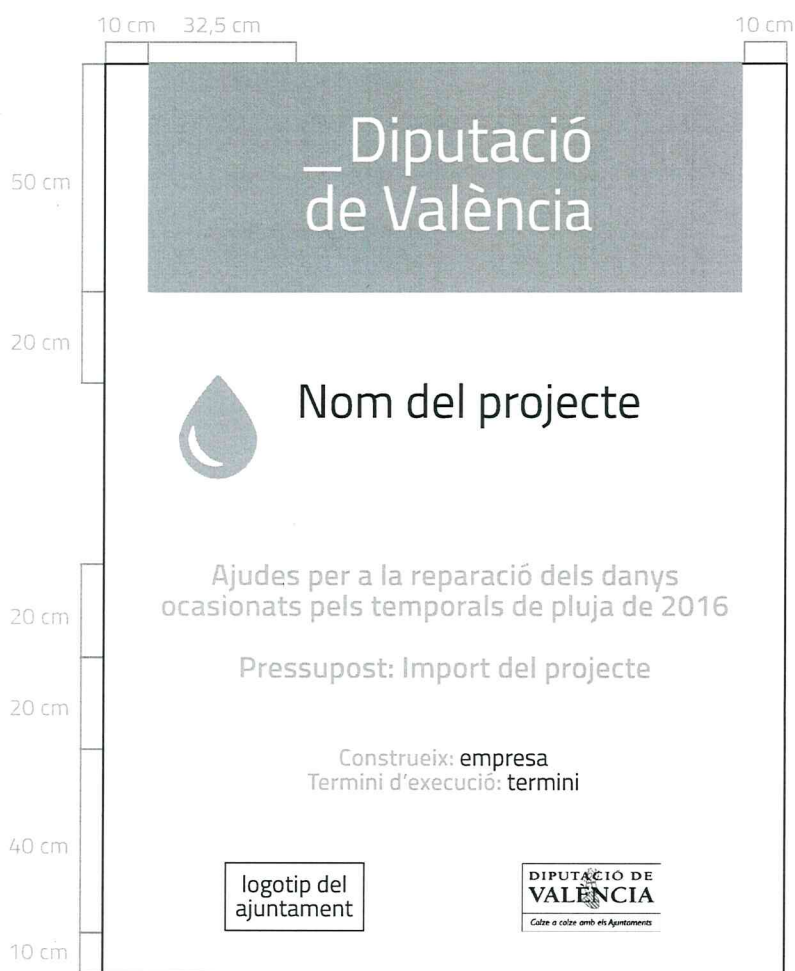 10 cm 32,5 cm 10 cm
50 cm
_Diputació
de València
20 cm
Nom del projecte
Ajudes per a la reparació dels danys
ocasionats pels temporals de pluja de 2016
20 cm
Pressupost: Import del projecte
20 cm
Construeix: empresa
Termini d'execució: termini
40 cm
logotip del
ajuntament
DIPUTACIÓ DE
VALÈNCIA
Colze a colze amb els Ajuntaments
10 cm